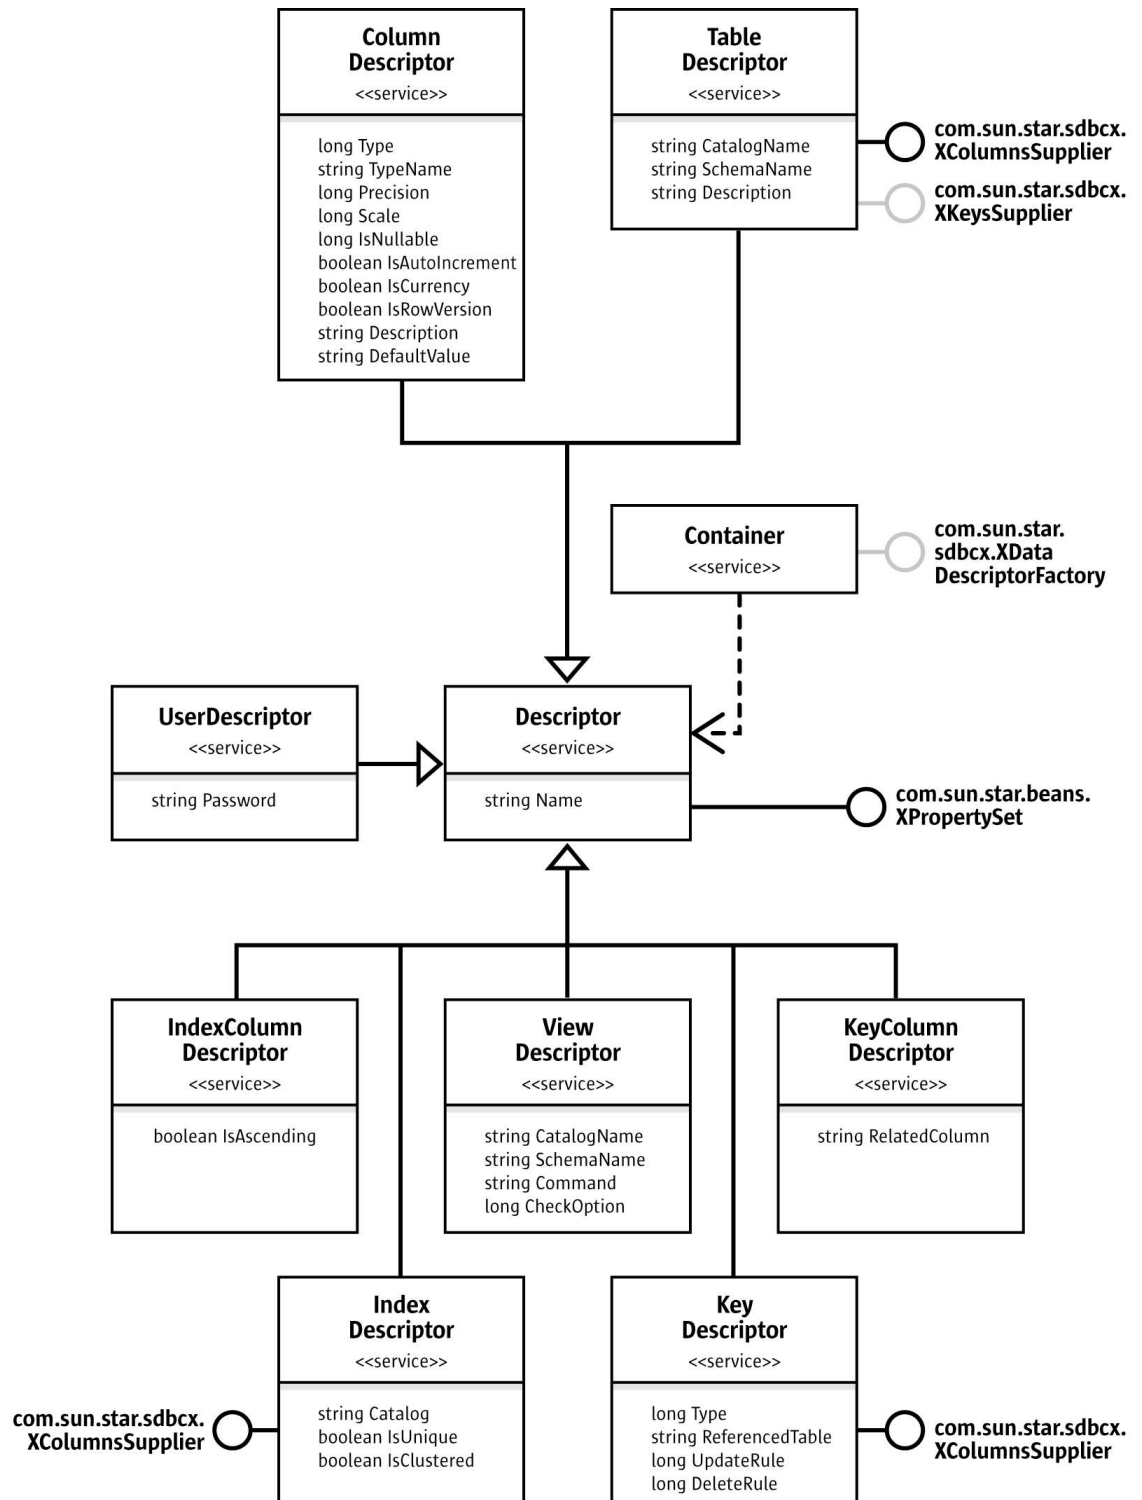 Column
Descriptor
<<service>>
long Type
string TypeName
long Precision
long Scale
long IsNullable
boolean IsAutoIncrement
boolean IsCurrency
boolean IsRowVersion
string Description
string DefaultValue
Table
Descriptor
<<service>>
string CatalogName
string SchemaName
string Description
com.sun.star.sdbcx.
XColumnsSupplier
com.sun.star.sdbcx.
XKeysSupplier
Container
<<service>>
com.sun.star.
sdbcx.XData
DescriptorFactory
UserDescriptor
<<service>>
string Password
Descriptor
<<service>>
string Name
com.sun.star.beans.
XPropertySet
IndexColumn
Descriptor
<<service>>
boolean IsAscending
View
Descriptor
<<service>>
string CatalogName
string SchemaName
string Command
long CheckOption
KeyColumn
Descriptor
<<service>>
string RelatedColumn
Index
Descriptor
<<service>>
string Catalog
boolean IsUnique
boolean IsClustered
com.sun.star.sdbcx.
XColumnsSupplier
Key
Descriptor
<<service>>
long Type
string ReferencedTable
long UpdateRule
long DeleteRule
com.sun.star.sdbcx.
XColumnsSupplier